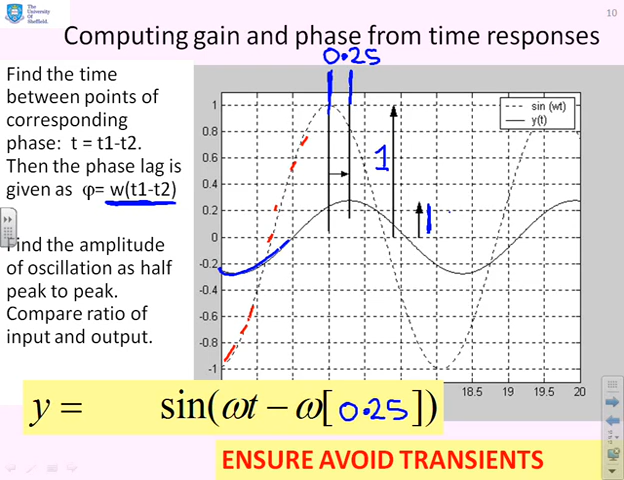 The
University
Of
Sheffield.
10
Computing gain and phase from time responses
0.25
Find the time
between points of
corresponding
phase: t = t1-t2.
Then the phase lag is
given as φ= w(t1-t2)
Find the amplitude
of oscillation as half
peak to peak.
Compare ratio of
input and output.
sin (wt)
y(t)
1
0.8
0.6
0.4
0.2
0
-0.2
-0.4
-0.6
-0.8
-1
1
18.5 19 19.5 20
y = sin(ωt − ω[0.25])
ENSURE AVOID TRANSIENTS